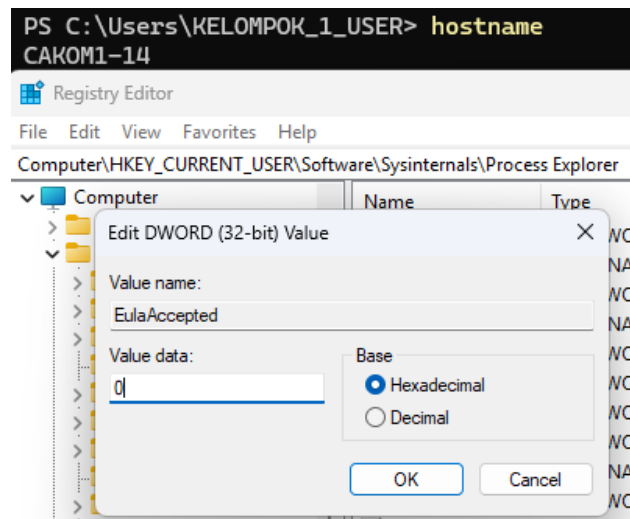 PS C:\Users\KELOMPOK_1_USER> hostname
CAKOM1-14
Registry Editor
File Edit View Favorites Help
Computer\HKEY_CURRENT_USER\Software\Sysinternals\Process Explorer
Computer
Name Type
Edit DWORD (32-bit) Value
Value name:
EulaAccepted
Value data:
0
Base
Hexadecimal
Decimal
OK Cancel